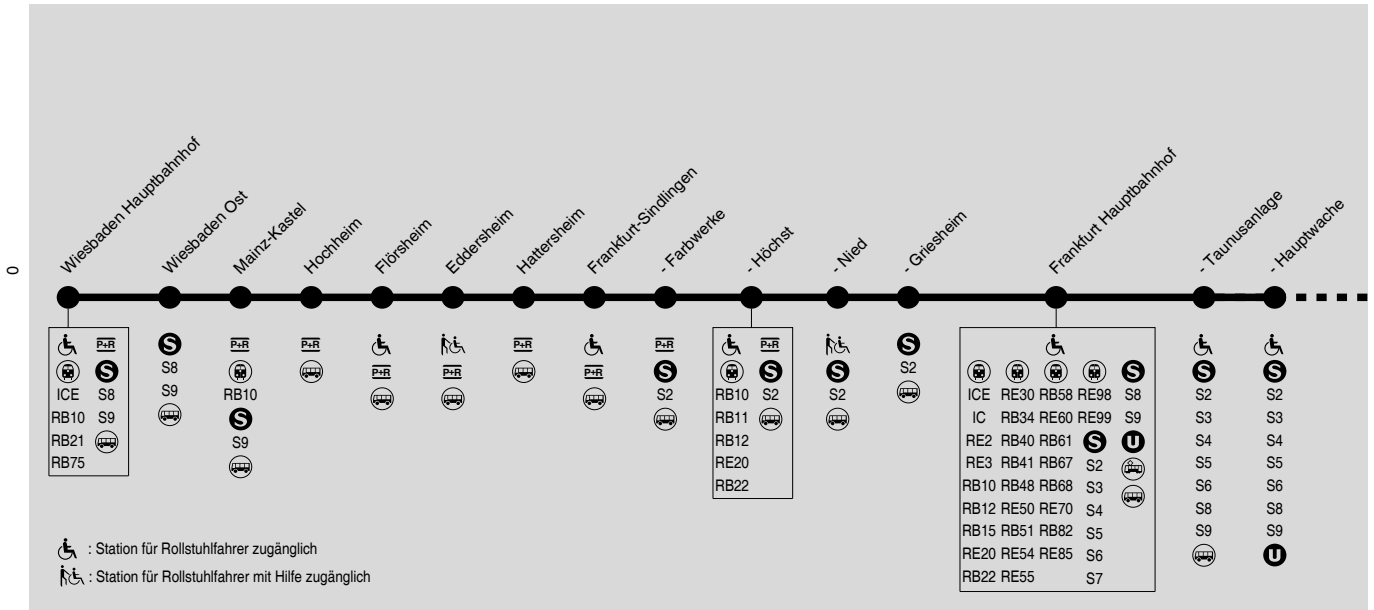 0
Wiesbaden Hauptbahnhof
Wiesbaden Ost
Mainz-Kastel
Hochheim
Flörsheim
Eddersheim
Hattersheim
Frankfurt-Sindlingen
- Farbwerke
- Höchst
- Nied
- Griesheim
Frankfurt Hauptbahnhof
- Taunusanlage
- Hauptwache
P+R
S
ICE S8
RB10 S9
RB21
RB75
S
S8
S9
P+R
RB10
S
S9
P+R
P+R
P+R
P+R
P+R
P+R
S
S2
P+R
S
RB10 S2
RB11
RB12
RE20
RB22
S
S2
S
S2
S
ICE RE30 RB58 RE98 S8
IC RB34 RE60 RE99 S9
RE2 RB40 RB61 S U
RE3 RB41 RB67 S2
RB10 RB48 RB68 S3
RB12 RE50 RE70 S4
RB15 RB51 RB82 S5
RE20 RE54 RE85 S6
RB22 RE55 S7
S
S2
S3
S4
S5
S6
S8
S9
S
S2
S3
S4
S5
S6
S8
S9
U
: Station für Rollstuhlfahrer zugänglich
: Station für Rollstuhlfahrer mit Hilfe zugänglich